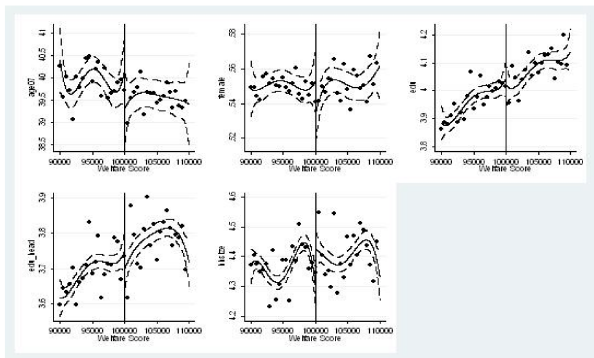 age07
38.5 39 39.5 40 40.5 41
90000 95000 100000 105000 110000
Welfare Score
female
.52 .54 .56 .58
90000 95000 100000 105000 110000
Welfare Score
edu
3.8 3.9 4 4.1 4.2
90000 95000 100000 105000 110000
Welfare Score
edu_head
3.6 3.7 3.8 3.9
90000 95000 100000 105000 110000
Welfare Score
hhsize
4.2 4.3 4.4 4.5 4.6
90000 95000 100000 105000 110000
Welfare Score